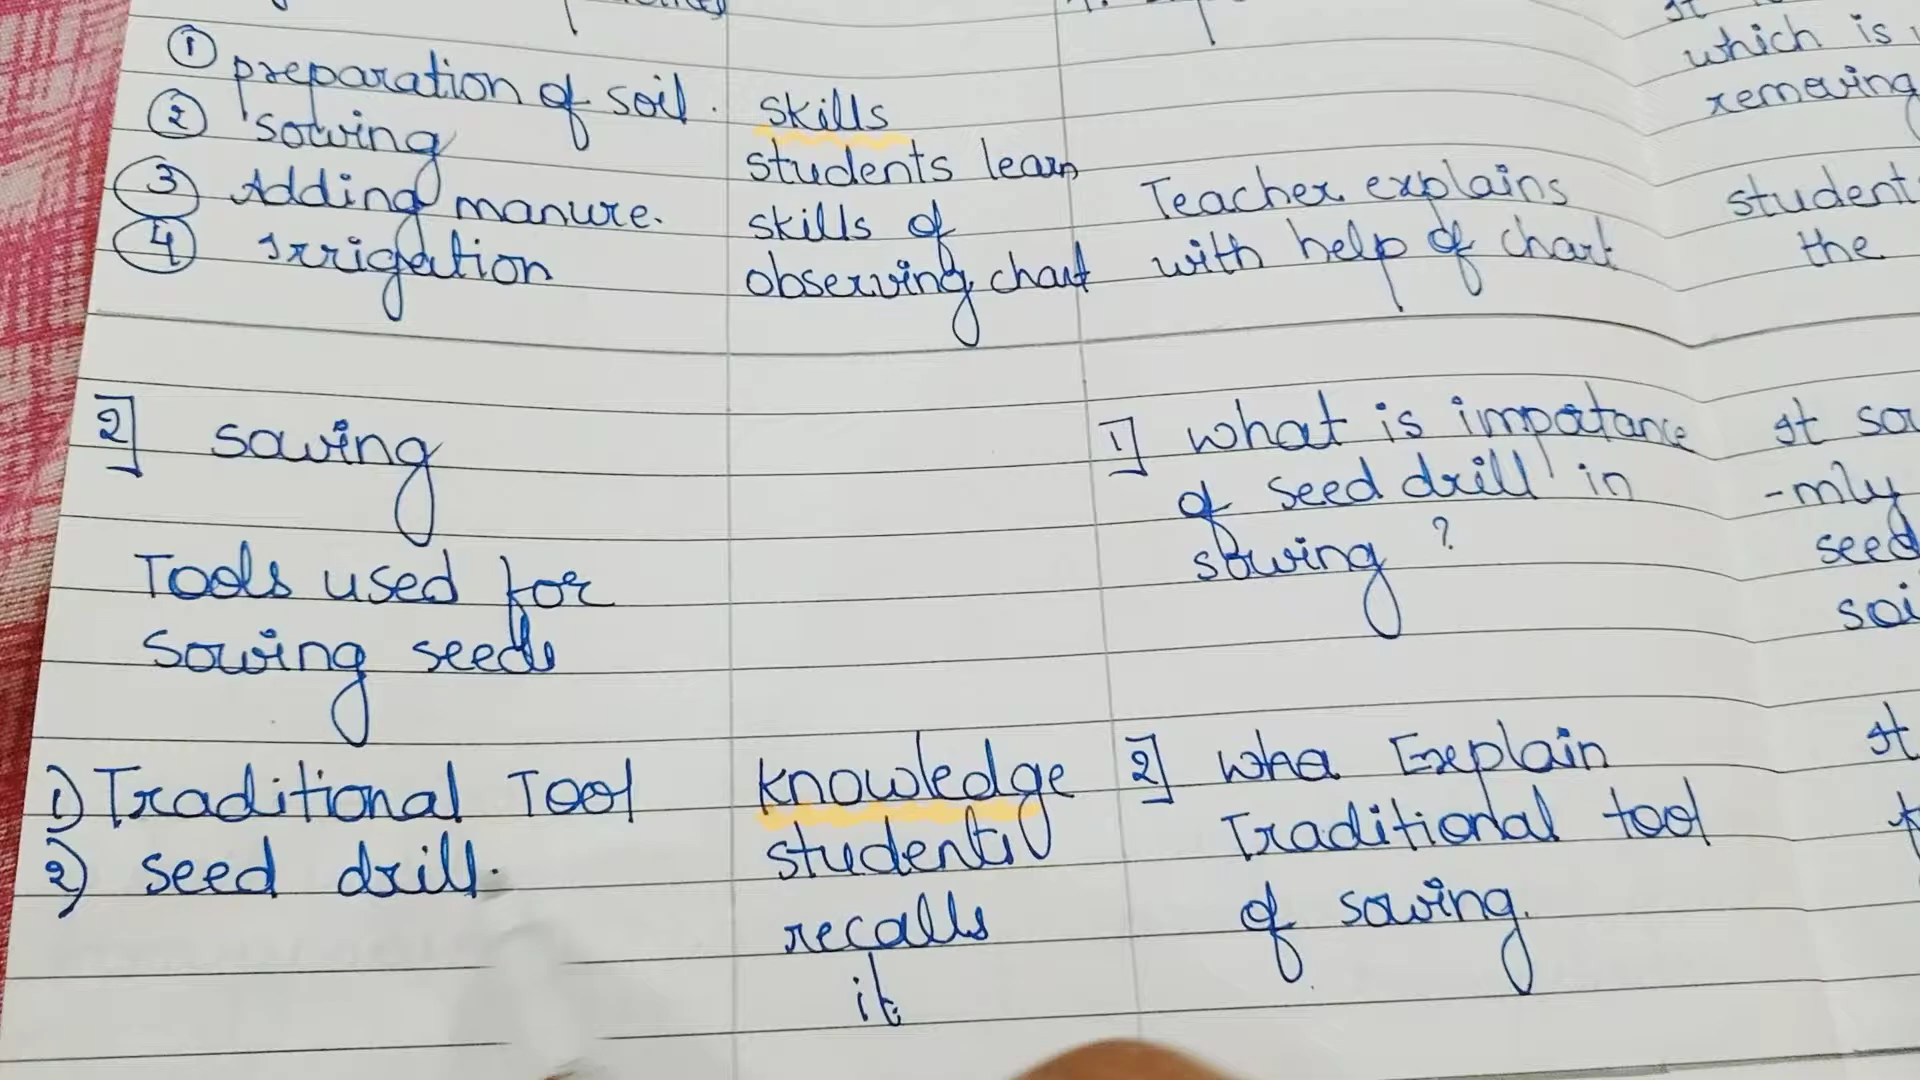 ① preparation of soil.
② sowing
③ Adding manure.
④ Irrigation
skills
students learn
skills of
observing chart
Teacher explains
with help of chart
which is
removing
student
the
2] sowing
Tools used for
sowing seeds
1) Traditional Tool
2) seed drill.
knowledge
students
recalls
it
1] what is impotance
of seed drill in
sowing ?
2] wha Explain
Traditional tool
of sowing.
It
-mly
seed
soi
It